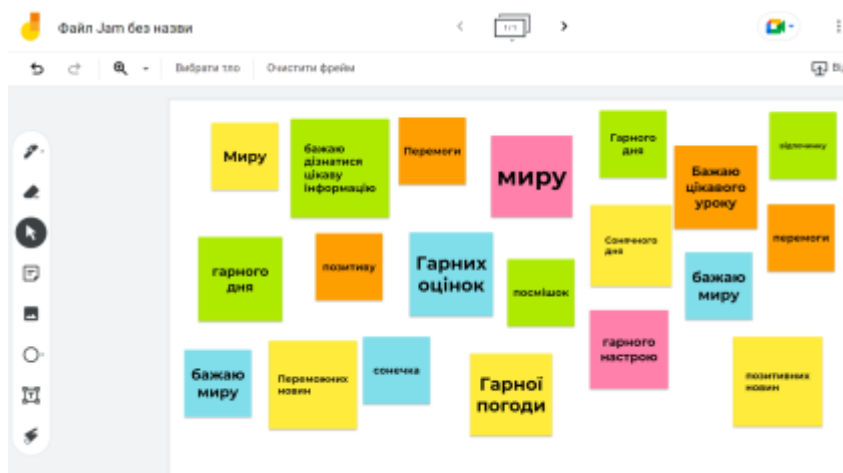 Файл Jam без назви
1/1
Вибрати тло
Очистити фрейм
Миру
бажаю
дізнатися
цікаву
інформацію
Перемоги
миру
Гарного
дня
відпочинку
Бажаю
цікавого
уроку
гарного
дня
позитиву
Гарних
оцінок
посмішок
Сонячного
дня
перемоги
бажаю
миру
бажаю
миру
Переможних
новин
сонечка
Гарної
погоди
гарного
настрою
позитивних
новин